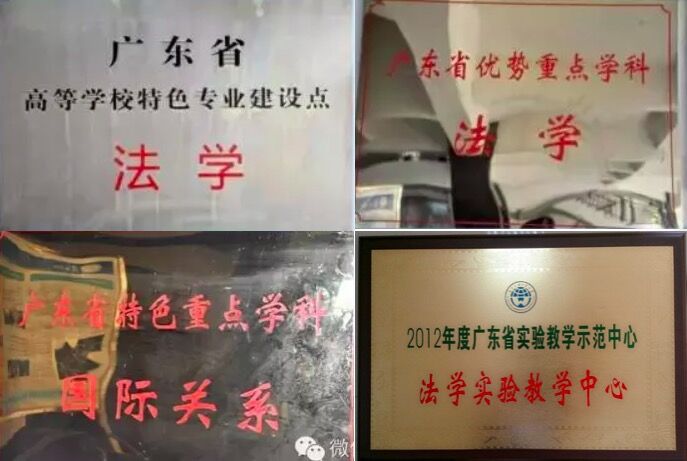 广东省
高等学校特色专业建设点
法学
广东省优势重点学科
法学
广东省特色重点学科
国际关系
2012年度广东省实验教学示范中心
法学实验教学中心
微